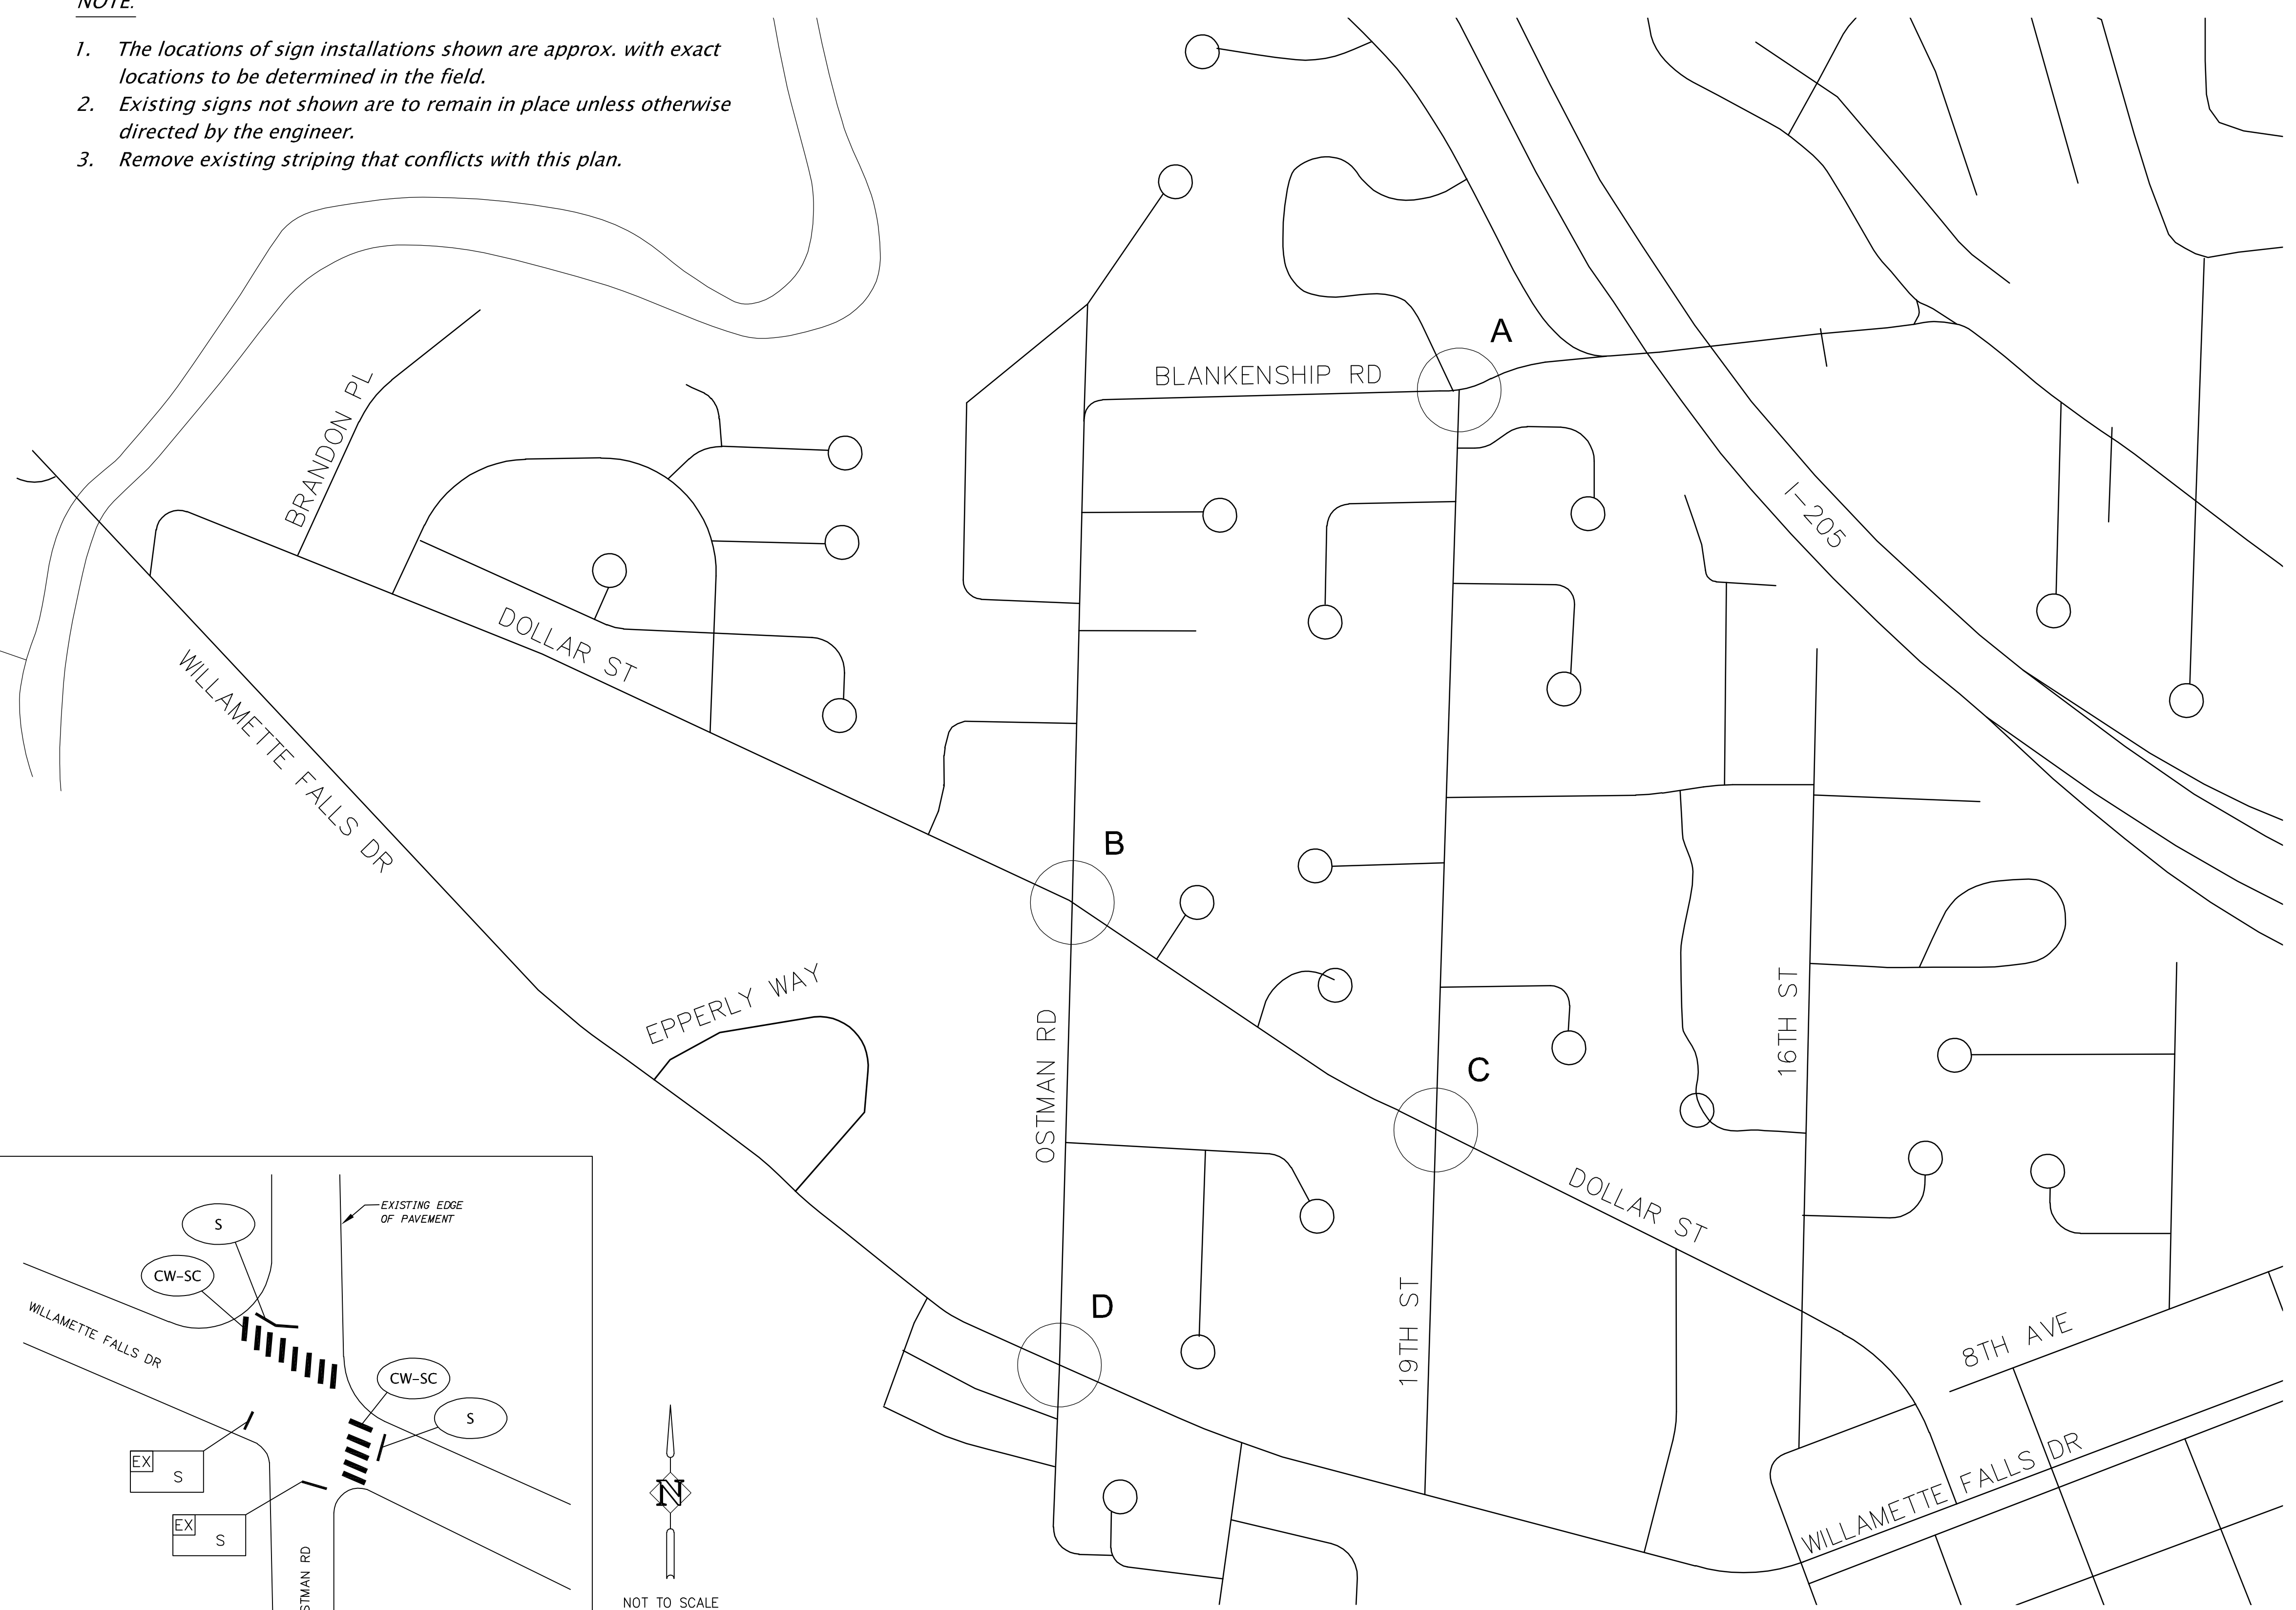 NOTE:
1. The locations of sign installations shown are approx. with exact
locations to be determined in the field.
2. Existing signs not shown are to remain in place unless otherwise
directed by the engineer.
3. Remove existing striping that conflicts with this plan.
A
BLANKENSHIP RD
BRANDON PL
I-205
DOLLAR ST
WILLAMETTE FALLS DR
B
EPPERLY WAY
OSTMAN RD
16TH ST
C
DOLLAR ST
19TH ST
D
8TH AVE
WILLAMETTE FALLS DR
EXISTING EDGE
OF PAVEMENT
S
CW-SC
WILLAMETTE FALLS DR
CW-SC
S
EX
S
EX
S
STMAN RD
N
NOT TO SCALE